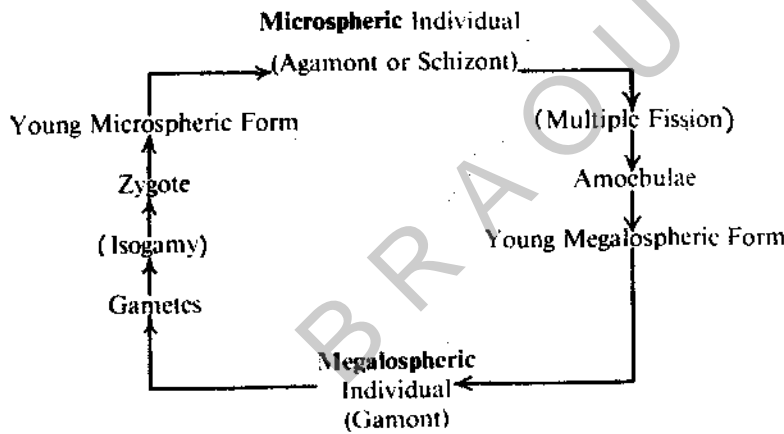 Microspheric Individual
(Agamont or Schizont)
Young Microspheric Form
(Multiple Fission)
Zygote
Amoebulae
(Isogamy)
Young Megalospheric Form
Gametes
Megalospheric
Individual
(Gamont)
BRAOU